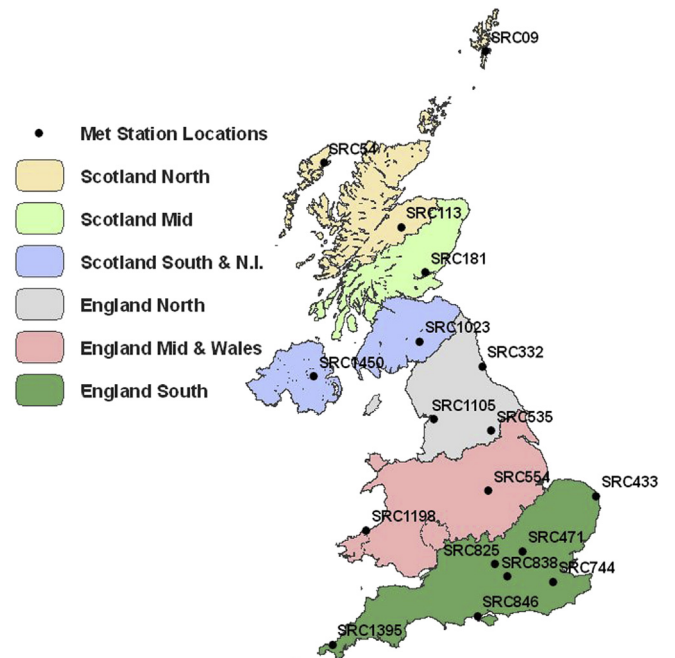 SRC09
Met Station Locations
SRC54
Scotland North
SRC113
Scotland Mid
SRC181
Scotland South & N.I.
England North
SRC1023
England Mid & Wales
SRC332
SRC1450
England South
SRC1105
SRC535
SRC554
SRC433
SRC1198
SRC471
SRC825
SRC838
SRC744
SRC846
SRC1395